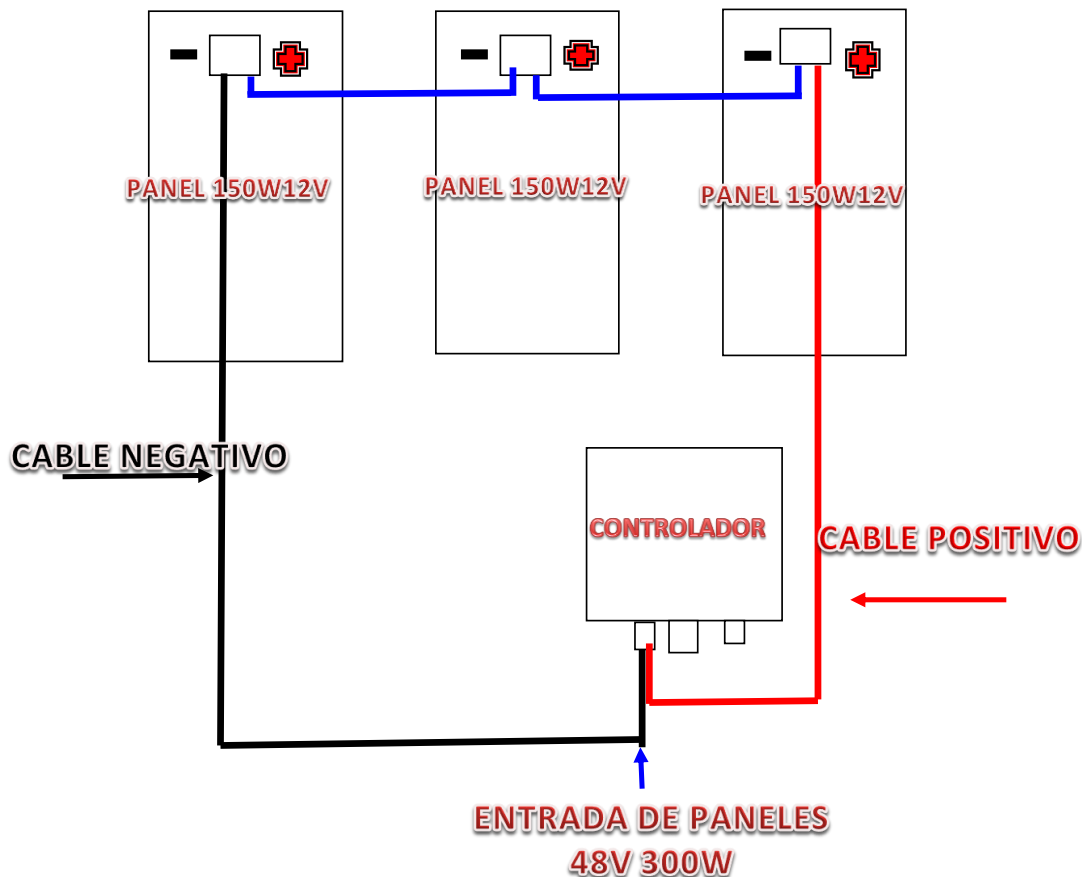 PANEL 150W12V
PANEL 150W12V
PANEL 150W12V
CABLE NEGATIVO
CONTROLADOR
CABLE POSITIVO
ENTRADA DE PANELES
48V 300W